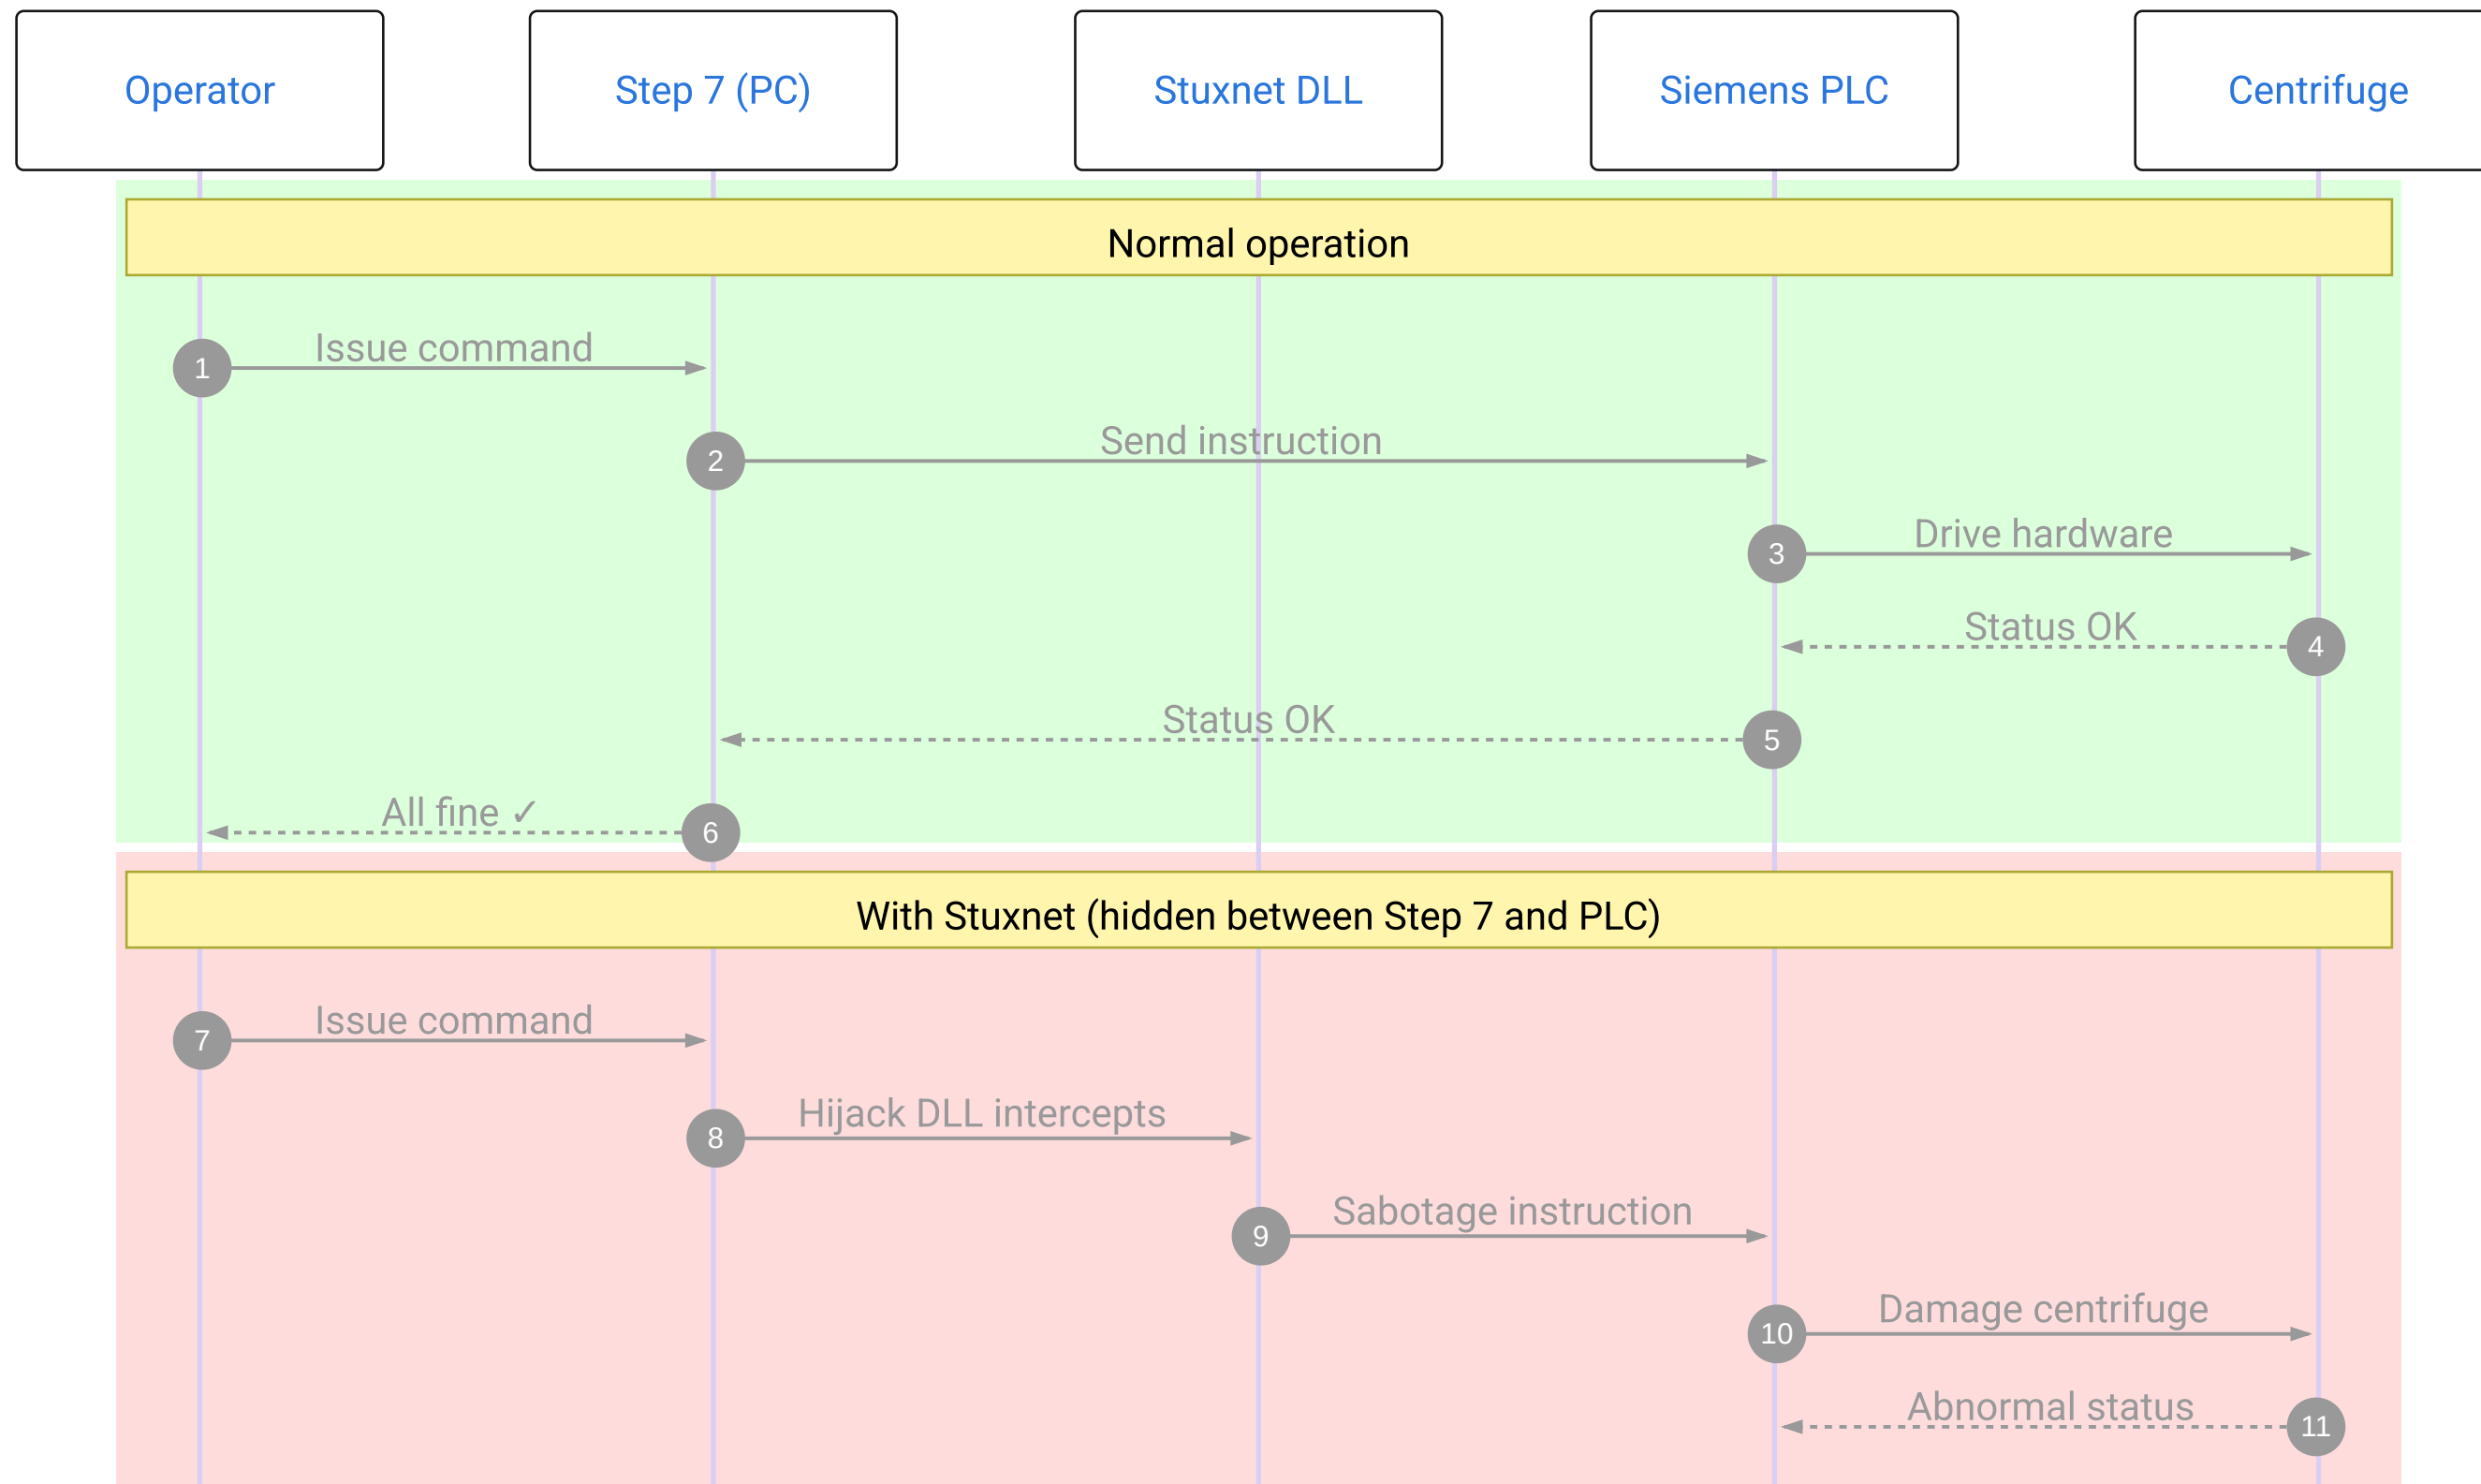 Operator
Step 7 (PC)
Stuxnet DLL
Siemens PLC
Centrifuge
Normal operation
Issue command
1
Send instruction
2
Drive hardware
3
Status OK
4
Status OK
5
All fine ✓
6
With Stuxnet (hidden between Step 7 and PLC)
Issue command
7
Hijack DLL intercepts
8
Sabotage instruction
9
Damage centrifuge
10
Abnormal status
11